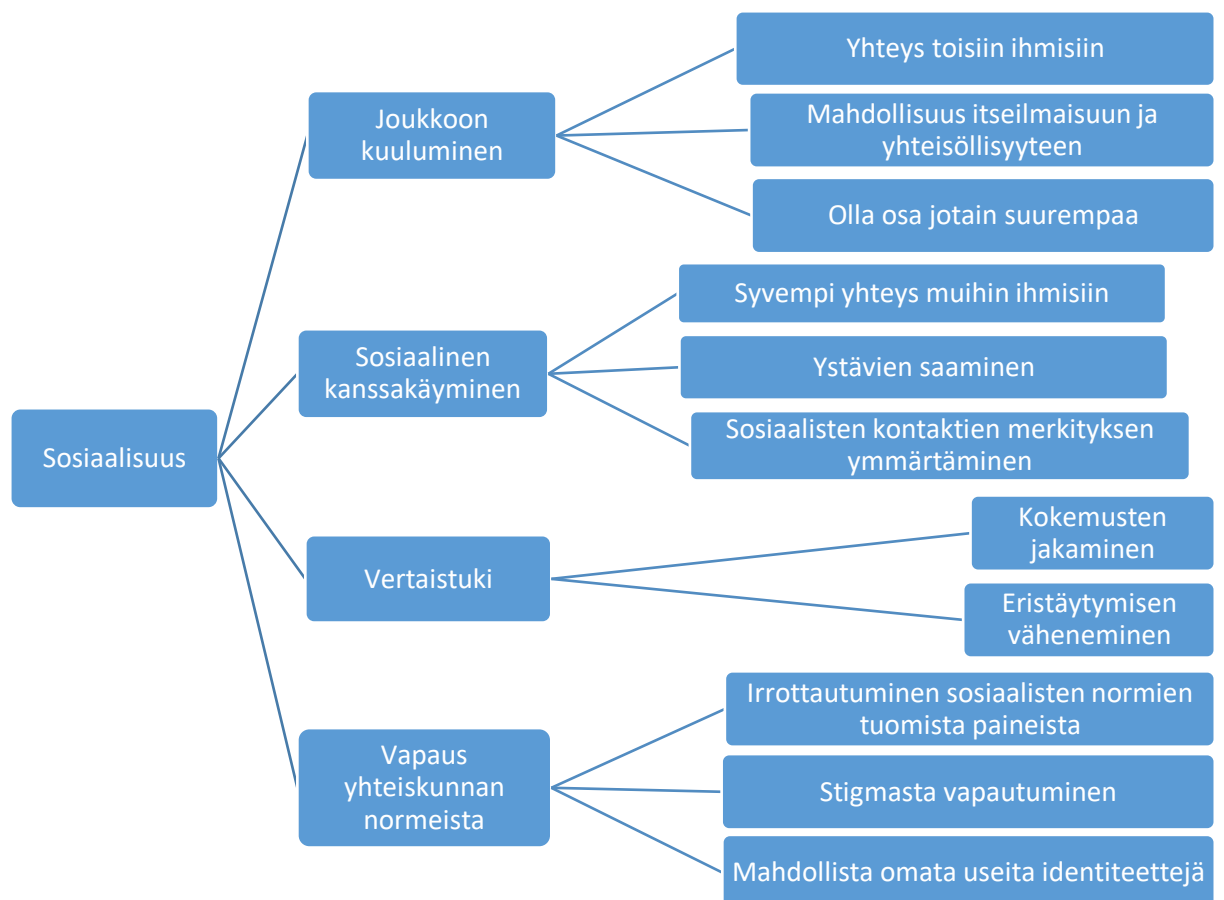 Sosiaalisuus
Joukkoon
kuuluminen
Yhteys toisiin ihmisiin
Mahdollisuus itseilmaisuun ja
yhteisöllisyyteen
Olla osa jotain suurempaa
Sosiaalinen
kanssakäyminen
Syvempi yhteys muihin ihmisiin
Ystävien saaminen
Sosiaalisten kontaktien merkityksen
ymmärtäminen
Vertaistuki
Kokemusten
jakaminen
Eristäytymisen
väheneminen
Vapaus
yhteiskunnan
normeista
Irrottautuminen sosiaalisten normien
tuomista paineista
Stigmasta vapautuminen
Mahdollista omata useita identiteettejä